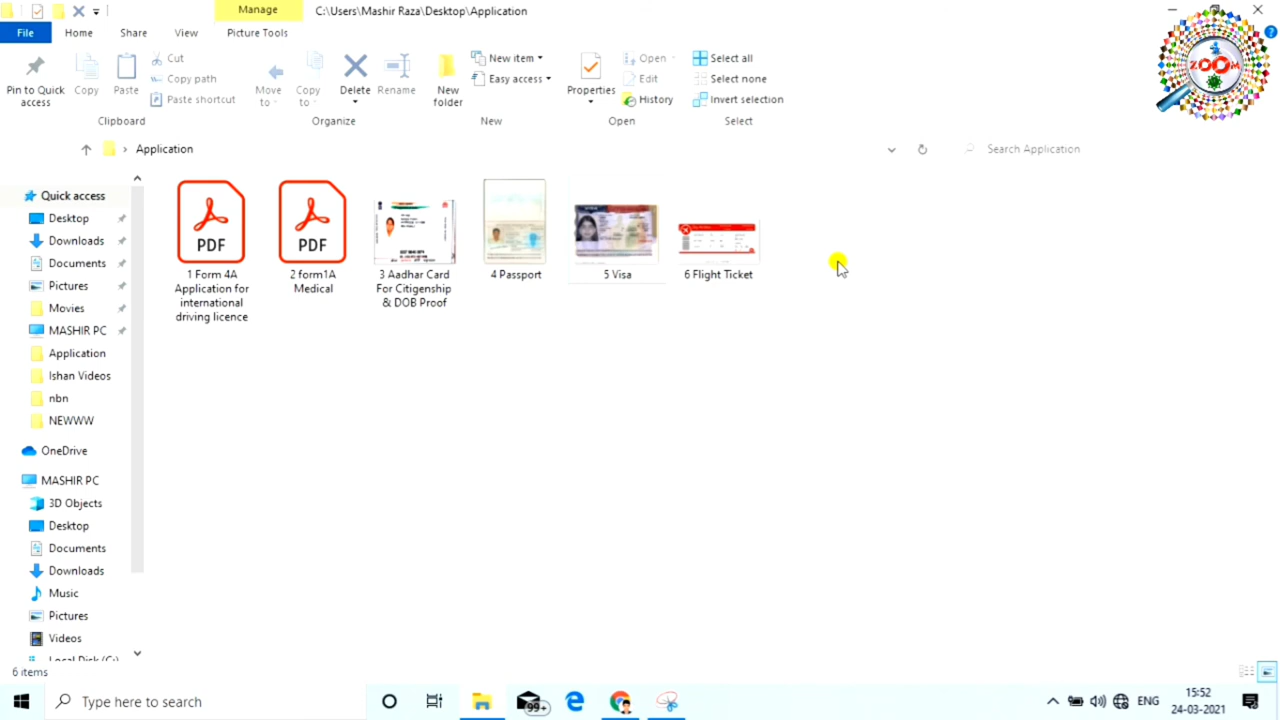 Manage
C:\Users\Mashir Raza\Desktop\Application
File
Home
Share
View
Picture Tools
Pin to Quick access
Copy
Paste
Cut
Copy path
Paste shortcut
Clipboard
Move to
Copy to
Delete
Rename
Organize
New folder
New item
Easy access
New
Properties
Open
Edit
History
Open
Select all
Select none
Invert selection
Select
ZOOM
Application
Search Application
Quick access
Desktop
Downloads
Documents
Pictures
Movies
MASHIR PC
Application
Ishan Videos
nbn
NEWWW
OneDrive
MASHIR PC
3D Objects
Desktop
Documents
Downloads
Music
Pictures
Videos
Local Disk (C:)
PDF
1 Form 4A
Application for
international
driving licence
PDF
2 form1A
Medical
3 Aadhar Card
For Citigenship
& DOB Proof
4 Passport
5 Visa
6 Flight Ticket
6 items
Type here to search
99+
ENG
15:52
24-03-2021